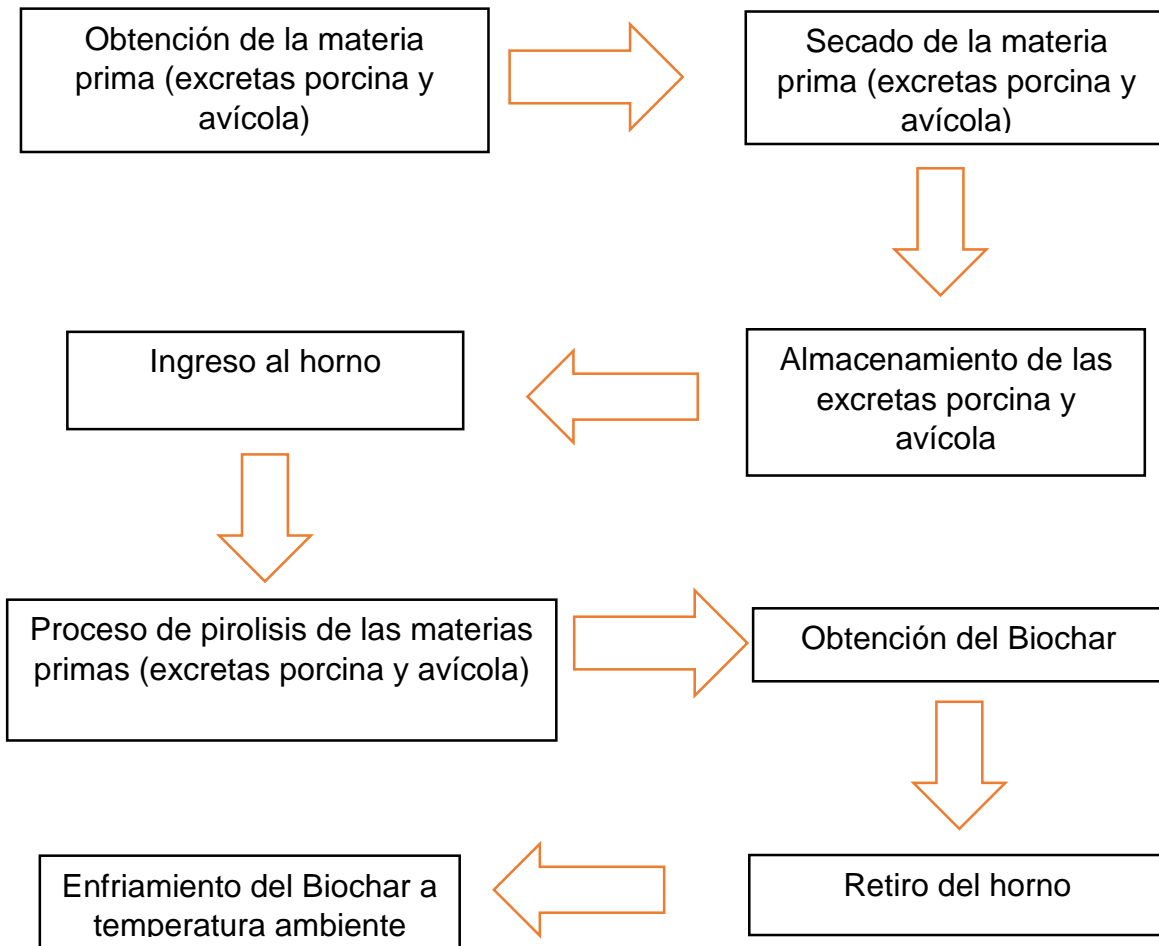 Obtención de la materia
prima (excretas porcina y
avícola)
Secado de la materia
prima (excretas porcina y
avícola)
Almacenamiento de las
excretas porcina y
avícola
Ingreso al horno
Proceso de pirolisis de las materias
primas (excretas porcina y avícola)
Obtención del Biochar
Retiro del horno
Enfriamiento del Biochar a
temperatura ambiente